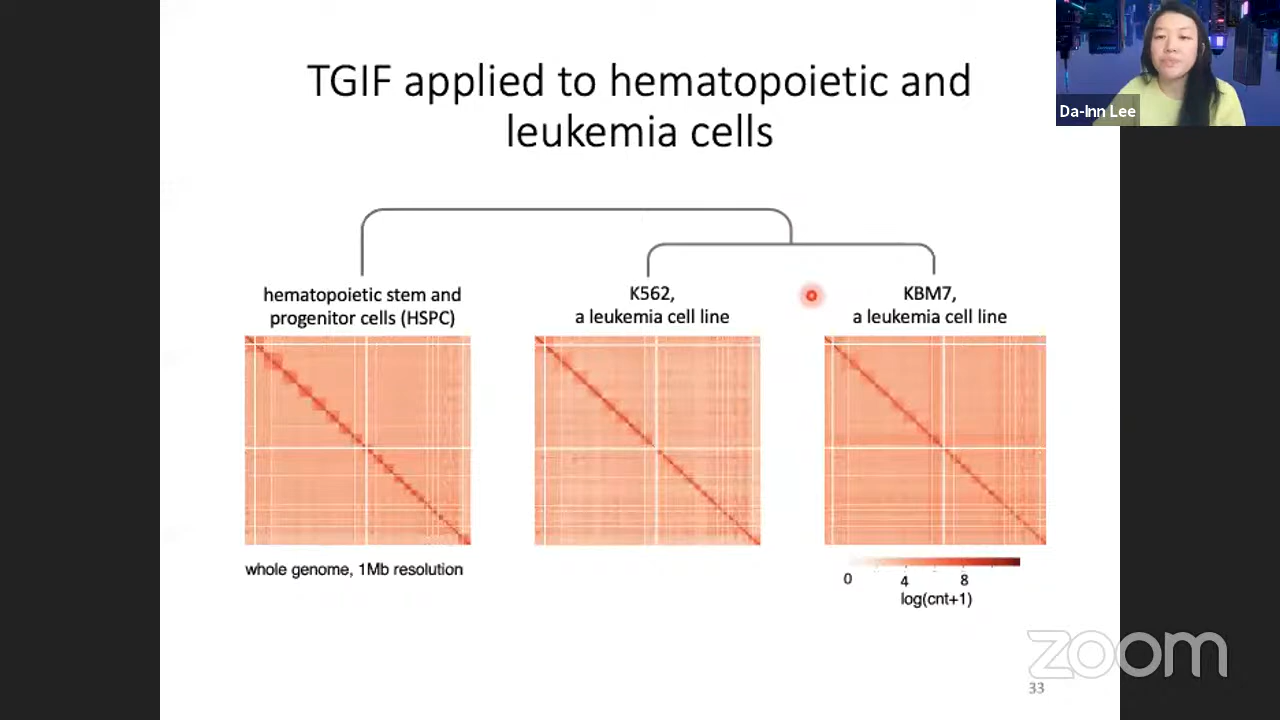 TGIF applied to hematopoietic and
leukemia cells
Da-Inn Lee
hematopoietic stem and
progenitor cells (HSPC)
K562,
a leukemia cell line
KBM7,
a leukemia cell line
whole genome, 1Mb resolution
0 4 8
log(cnt+1)
zoom
33